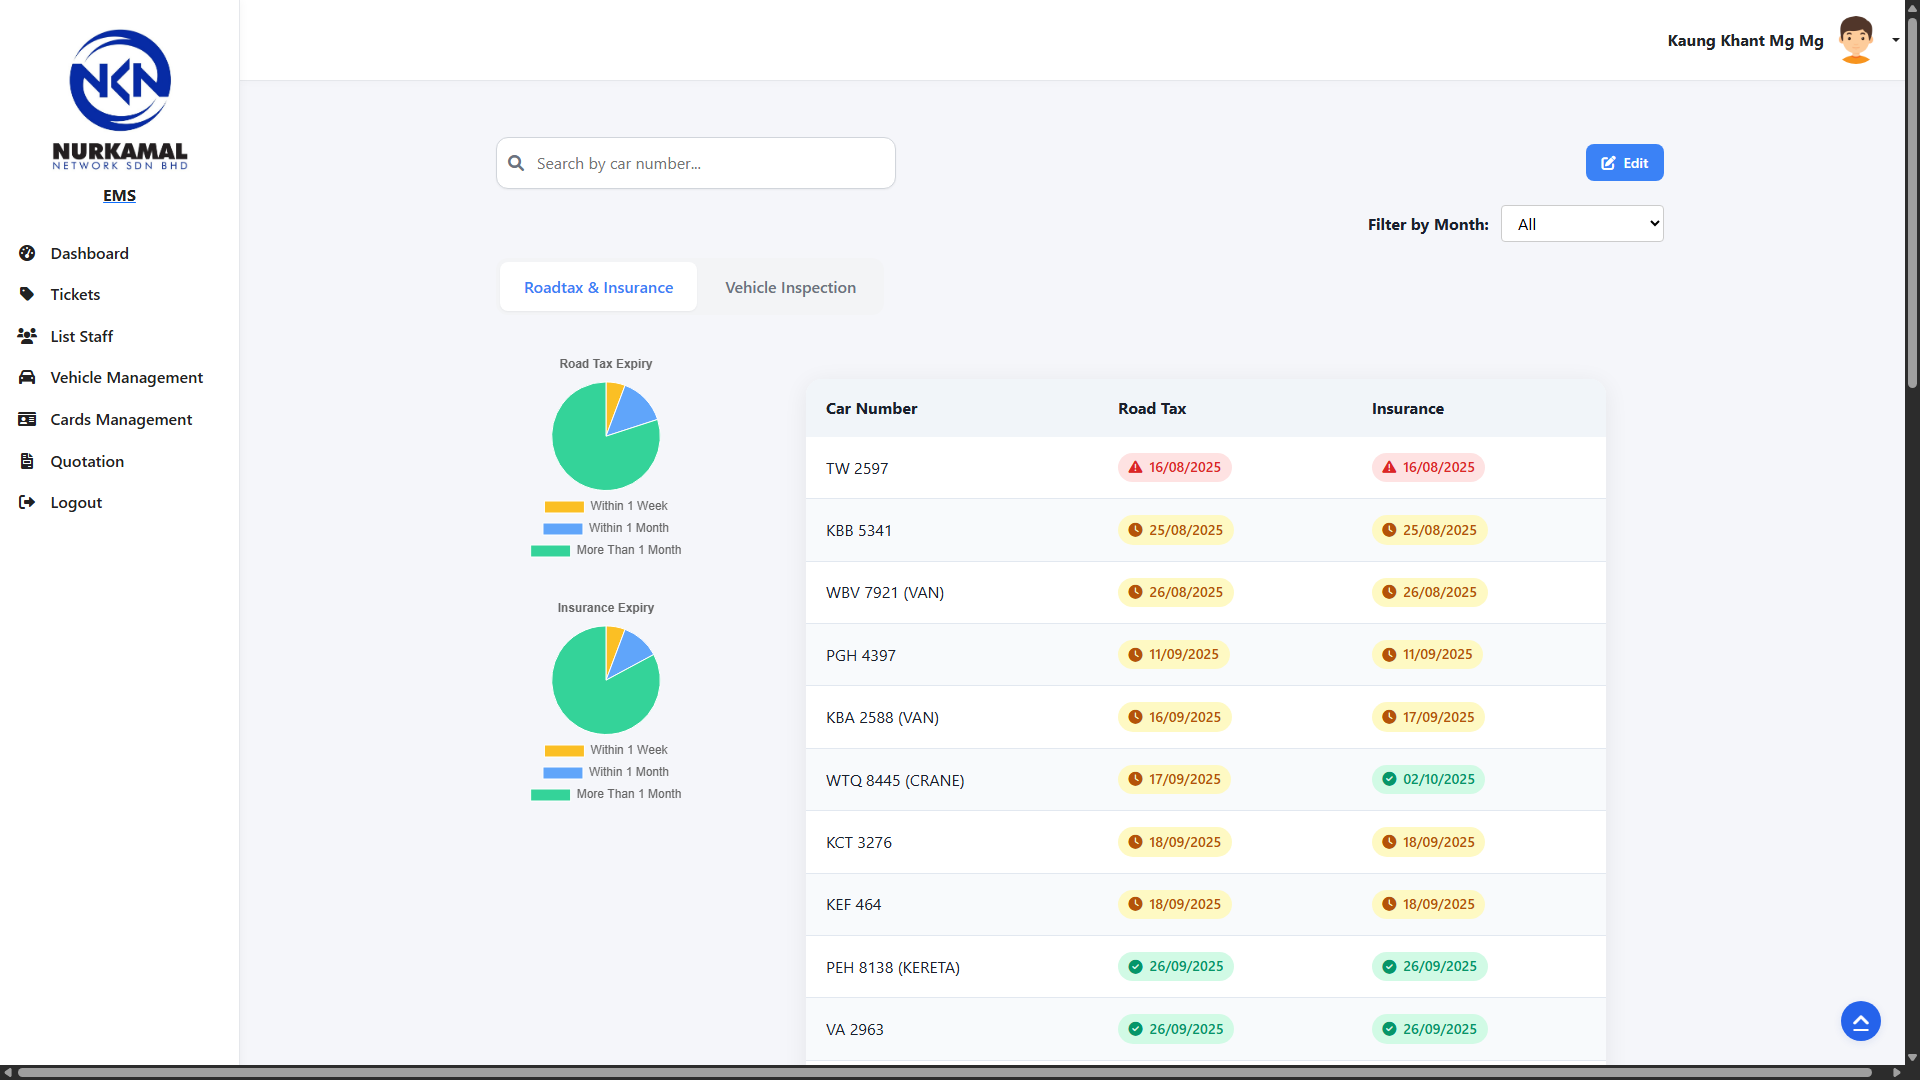 NKN
NURKAMAL
NETWORK SDN BHD
EMS
Dashboard
Tickets
List Staff
Vehicle Management
Cards Management
Quotation
Logout
Kaung Khant Mg Mg
Search by car number...
Edit
Filter by Month: All
Roadtax & Insurance Vehicle Inspection
Road Tax Expiry
Within 1 Week
Within 1 Month
More Than 1 Month
Insurance Expiry
Within 1 Week
Within 1 Month
More Than 1 Month
Car Number Road Tax Insurance
TW 2597 16/08/2025 16/08/2025
KBB 5341 25/08/2025 25/08/2025
WBV 7921 (VAN) 26/08/2025 26/08/2025
PGH 4397 11/09/2025 11/09/2025
KBA 2588 (VAN) 16/09/2025 17/09/2025
WTQ 8445 (CRANE) 17/09/2025 02/10/2025
KCT 3276 18/09/2025 18/09/2025
KEF 464 18/09/2025 18/09/2025
PEH 8138 (KERETA) 26/09/2025 26/09/2025
VA 2963 26/09/2025 26/09/2025